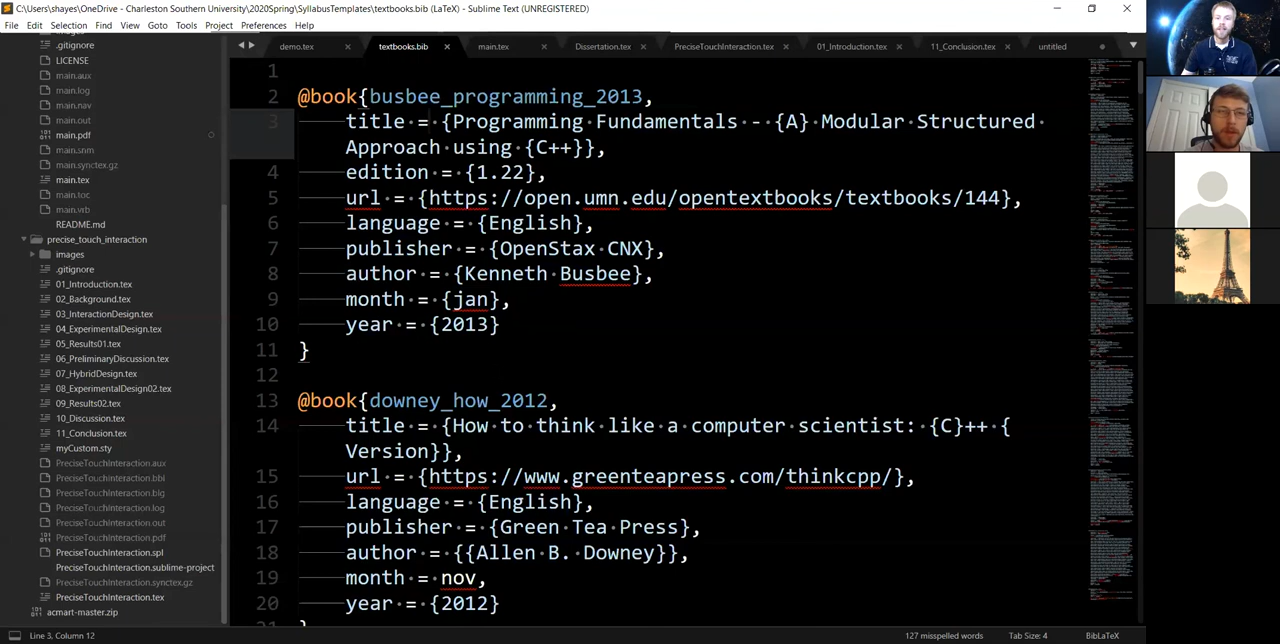 C:\Users\shayes\OneDrive - Charleston Southern University\2020Spring\SyllabusTemplates\textbooks.bib (LaTeX) - Sublime Text (UNREGISTERED)
File Edit Selection Find View Goto Tools Project Preferences Help
demo.tex textbooks.bib main.tex Dissertation.tex PreciseTouchInteraction.tex 01_Introduction.tex 11_Conclusion.tex untitled
.gitignore
LICENSE
main.aux
main.log
main.nav
main.out
main.pdf
main.snm
main.synctex.gz
main.tex
main.toc
main.vrb
README.md
precise_touch_interaction
images
.gitignore
01_Introduction.tex
02_Background.tex
03_InteractionDesign.tex
04_ExperimentalDesign.tex
05_Results01.tex
06_PreliminaryDiscussion.tex
07_HybridDesign.tex
08_ExperimentalDesign02.tex
09_Results02.tex
10_Discussion.tex
11_Conclusion.tex
myCustom.sty
PreciseTouchInteraction.aux
PreciseTouchInteraction.bbl
PreciseTouchInteraction.blg
PreciseTouchInteraction.log
PreciseTouchInteraction.out
PreciseTouchInteraction.pdf
PreciseTouchInteraction.spl
PreciseTouchInteraction.sublime-project
PreciseTouchInteraction.synctex.gz
PreciseTouchInteraction.tex
acmart-master.zip
1
2 @book{busbee_programming_2013,
3 title = {Programming Fundamentals - {A} Modular Structured
Approach using {C++}},
4 edition = {1.22},
5 url = {https://open.umn.edu/opentextbooks/textbooks/144},
6 language = {English},
7 publisher = {OpenStax CNX},
8 author = {Kenneth Busbee},
9 month = {jan},
10 year = {2013}
11 }
12
13 @book{downey_how_2012,
14 title = {How to think like a computer scientist: {C}++ {
Version}},
15 url = {https://www.greenteapress.com/thinkcpp/},
16 language = {English},
17 publisher = {Green Tea Press},
18 author = {{Allen B. Downey}},
19 month = nov,
20 year = {2012}
Line 3, Column 12 127 misspelled words Tab Size: 4 BibLaTeX